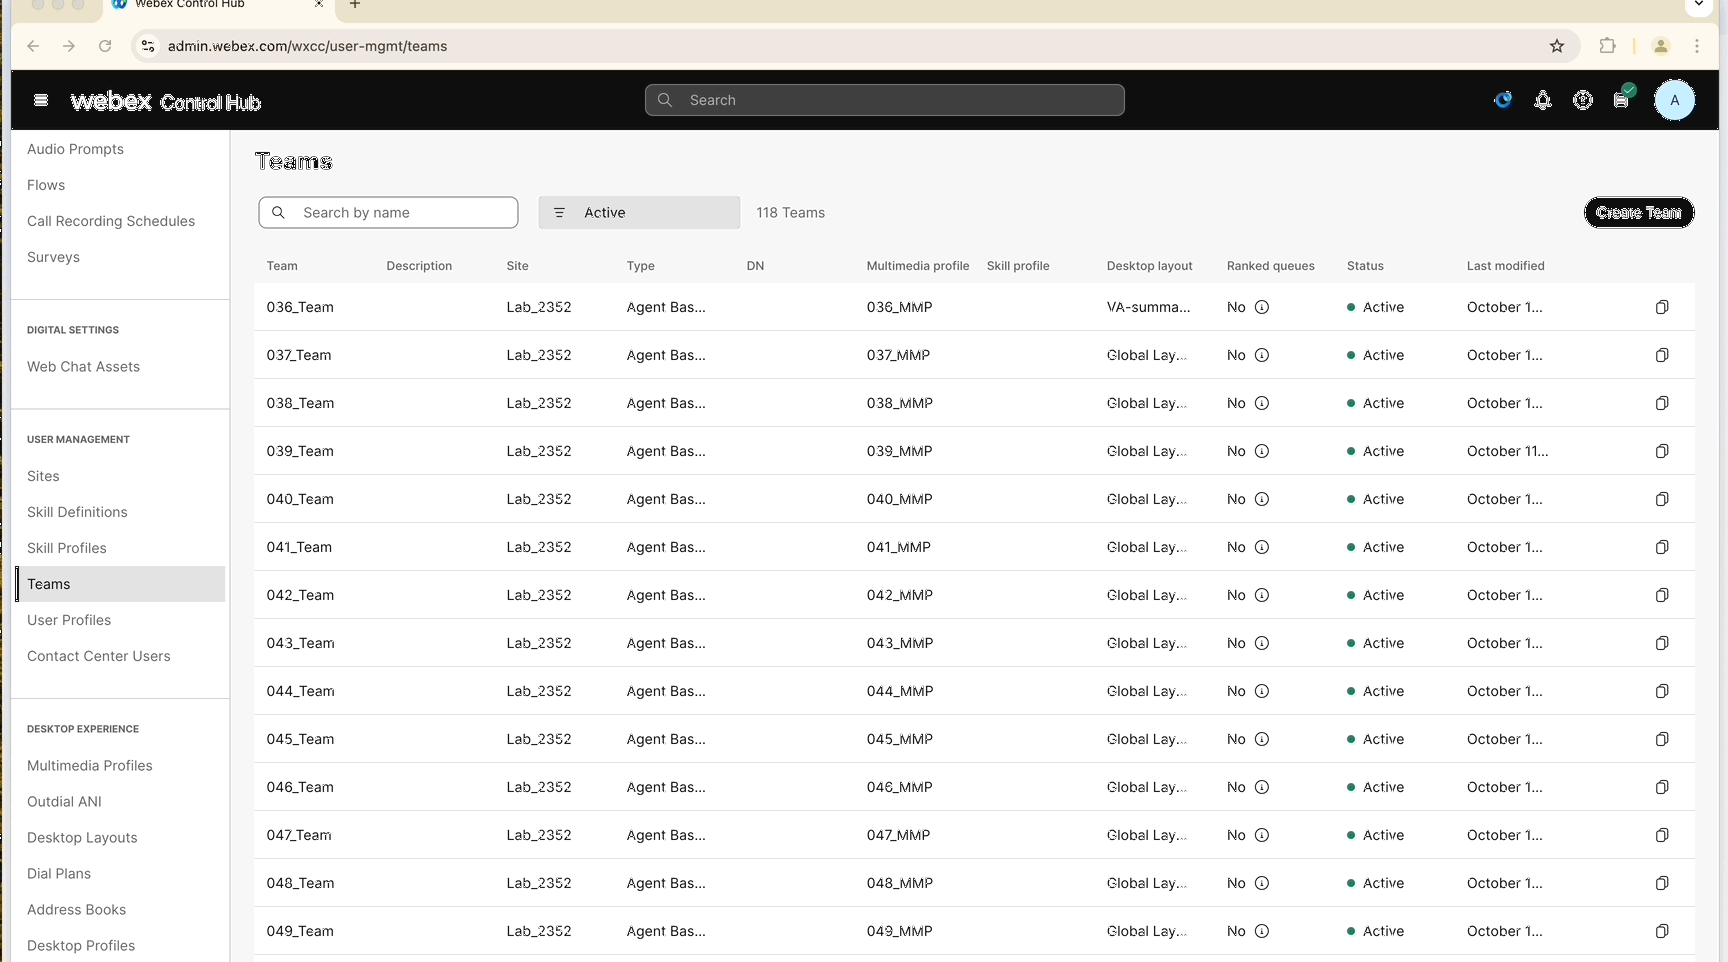 Webex Control Hub
admin.webex.com/wxcc/user-mgmt/teams
webex Control Hub
Search
A
Audio Prompts
Flows
Call Recording Schedules
Surveys
DIGITAL SETTINGS
Web Chat Assets
USER MANAGEMENT
Sites
Skill Definitions
Skill Profiles
Teams
User Profiles
Contact Center Users
DESKTOP EXPERIENCE
Multimedia Profiles
Outdial ANI
Desktop Layouts
Dial Plans
Address Books
Desktop Profiles
Teams
Search by name
Active
118 Teams
Create Team
Team Description Site Type DN Multimedia profile Skill profile Desktop layout Ranked queues Status Last modified
036_Team Lab_2352 Agent Bas... 036_MMP VA-summa... No Active October 1...
037_Team Lab_2352 Agent Bas... 037_MMP Global Lay... No Active October 1...
038_Team Lab_2352 Agent Bas... 038_MMP Global Lay... No Active October 1...
039_Team Lab_2352 Agent Bas... 039_MMP Global Lay... No Active October 11...
040_Team Lab_2352 Agent Bas... 040_MMP Global Lay... No Active October 1...
041_Team Lab_2352 Agent Bas... 041_MMP Global Lay... No Active October 1...
042_Team Lab_2352 Agent Bas... 042_MMP Global Lay... No Active October 1...
043_Team Lab_2352 Agent Bas... 043_MMP Global Lay... No Active October 1...
044_Team Lab_2352 Agent Bas... 044_MMP Global Lay... No Active October 1...
045_Team Lab_2352 Agent Bas... 045_MMP Global Lay... No Active October 1...
046_Team Lab_2352 Agent Bas... 046_MMP Global Lay... No Active October 1...
047_Team Lab_2352 Agent Bas... 047_MMP Global Lay... No Active October 1...
048_Team Lab_2352 Agent Bas... 048_MMP Global Lay... No Active October 1...
049_Team Lab_2352 Agent Bas... 049_MMP Global Lay... No Active October 1...